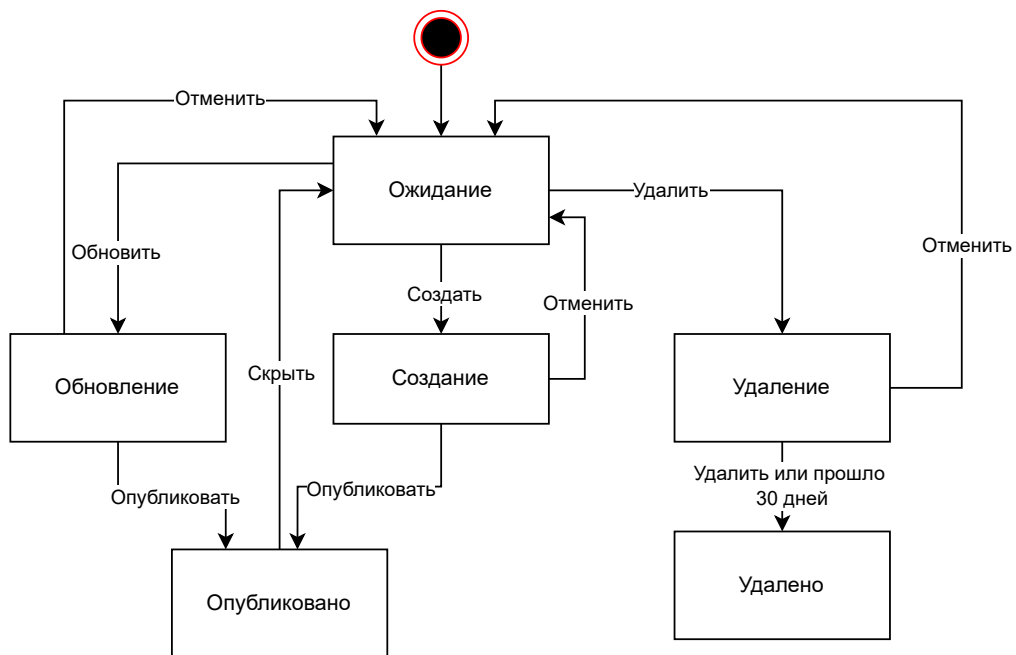 Отменить
Ожидание
Удалить
Обновить
Отменить
Создать
Отменить
Скрыть
Обновление
Создание
Удаление
Опубликовать
Опубликовать
Удалить или прошло
30 дней
Опубликовано
Удалено